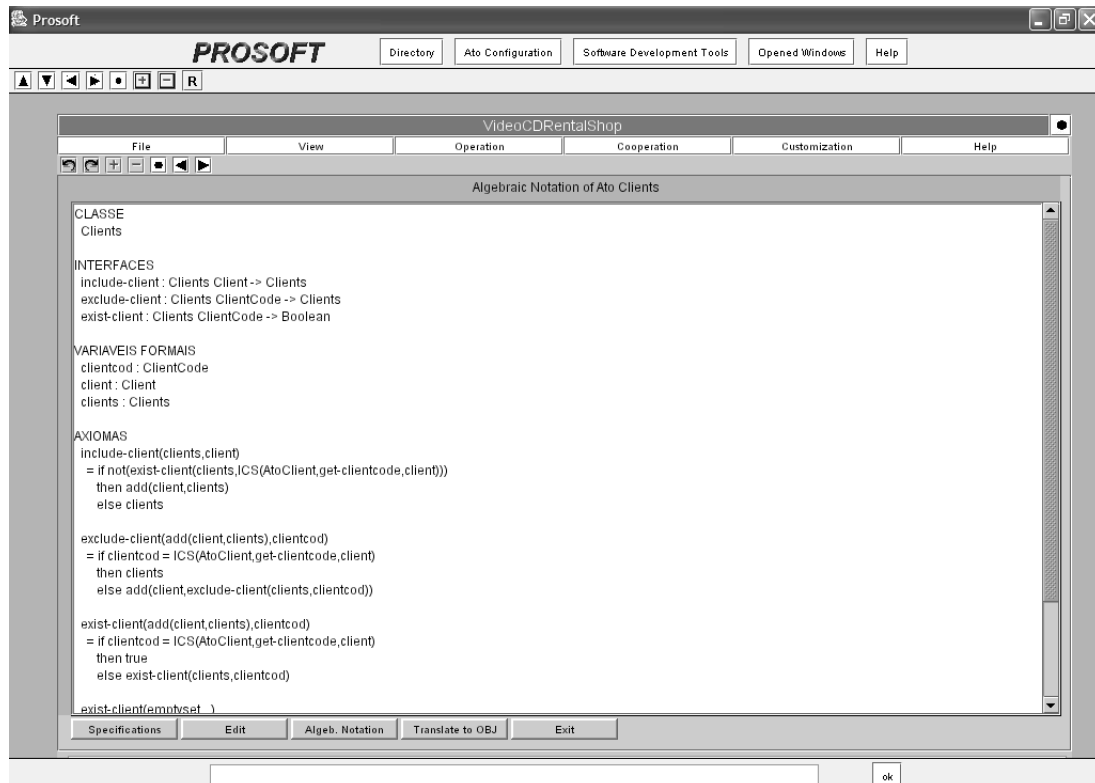 Prosoft
PROSOFT
Directory
Ato Configuration
Software Development Tools
Opened Windows
Help
R
VideoCDRentalShop
File
View
Operation
Cooperation
Customization
Help
Algebraic Notation of Ato Clients
CLASSE
Clients
INTERFACES
include-client : Clients Client -> Clients
exclude-client : Clients ClientCode -> Clients
exist-client : Clients ClientCode -> Boolean
VARIAVEIS FORMAIS
clientcod : ClientCode
client : Client
clients : Clients
AXIOMAS
include-client(clients,client)
= if not(exist-client(clients,ICS(AtoClient,get-clientcode,client)))
then add(client,clients)
else clients
exclude-client(add(client,clients),clientcod)
= if clientcod = ICS(AtoClient,get-clientcode,client)
then clients
else add(client,exclude-client(clients,clientcod))
exist-client(add(client,clients),clientcod)
= if clientcod = ICS(AtoClient,get-clientcode,client)
then true
else exist-client(clients,clientcod)
exist-client(emptyset )
Specifications
Edit
Algeb. Notation
Translate to OBJ
Exit
ok